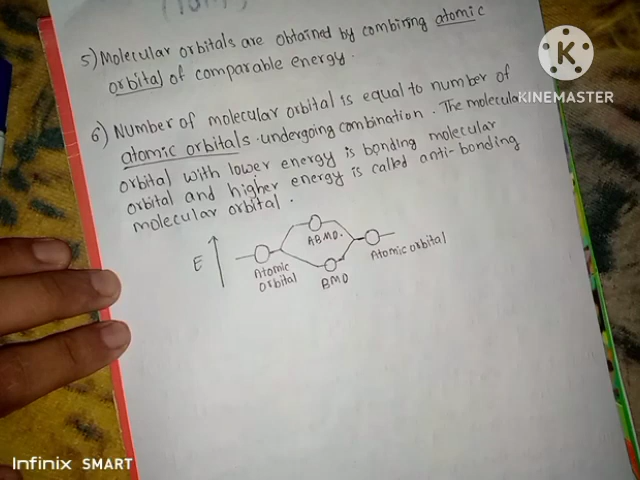 5) Molecular orbitals are obtained by combining atomic
orbital of comparable energy.
6) Number of molecular orbital is equal to number of
atomic orbitals undergoing combination. The molecular
orbital with lower energy is bonding molecular
orbital and higher energy is called anti-bonding
molecular orbital.
E
ABMO.
Atomic
orbital
BMO
Atomic orbital
K
KINEMASTER
Infinix SMART